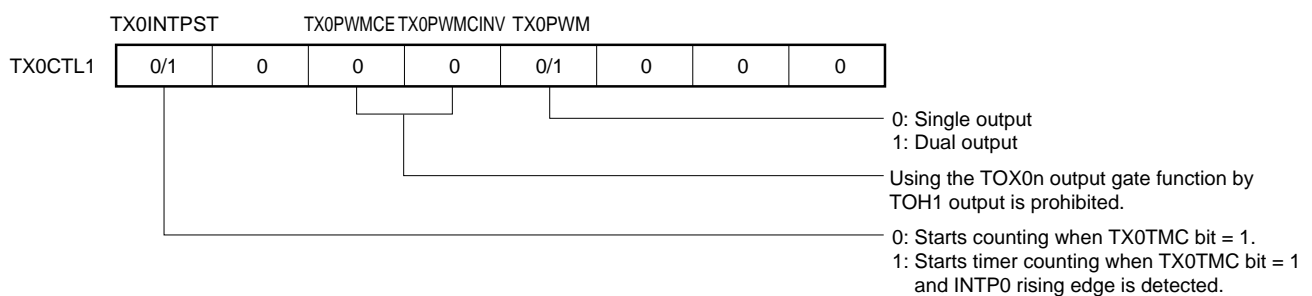 TX0INTPST TX0PWMCE TX0PWMCINV TX0PWM
TX0CTL1 0/1 0 0 0 0/1 0 0 0
0: Single output
1: Dual output
Using the TOX0n output gate function by
TOH1 output is prohibited.
0: Starts counting when TX0TMC bit = 1.
1: Starts timer counting when TX0TMC bit = 1
and INTP0 rising edge is detected.